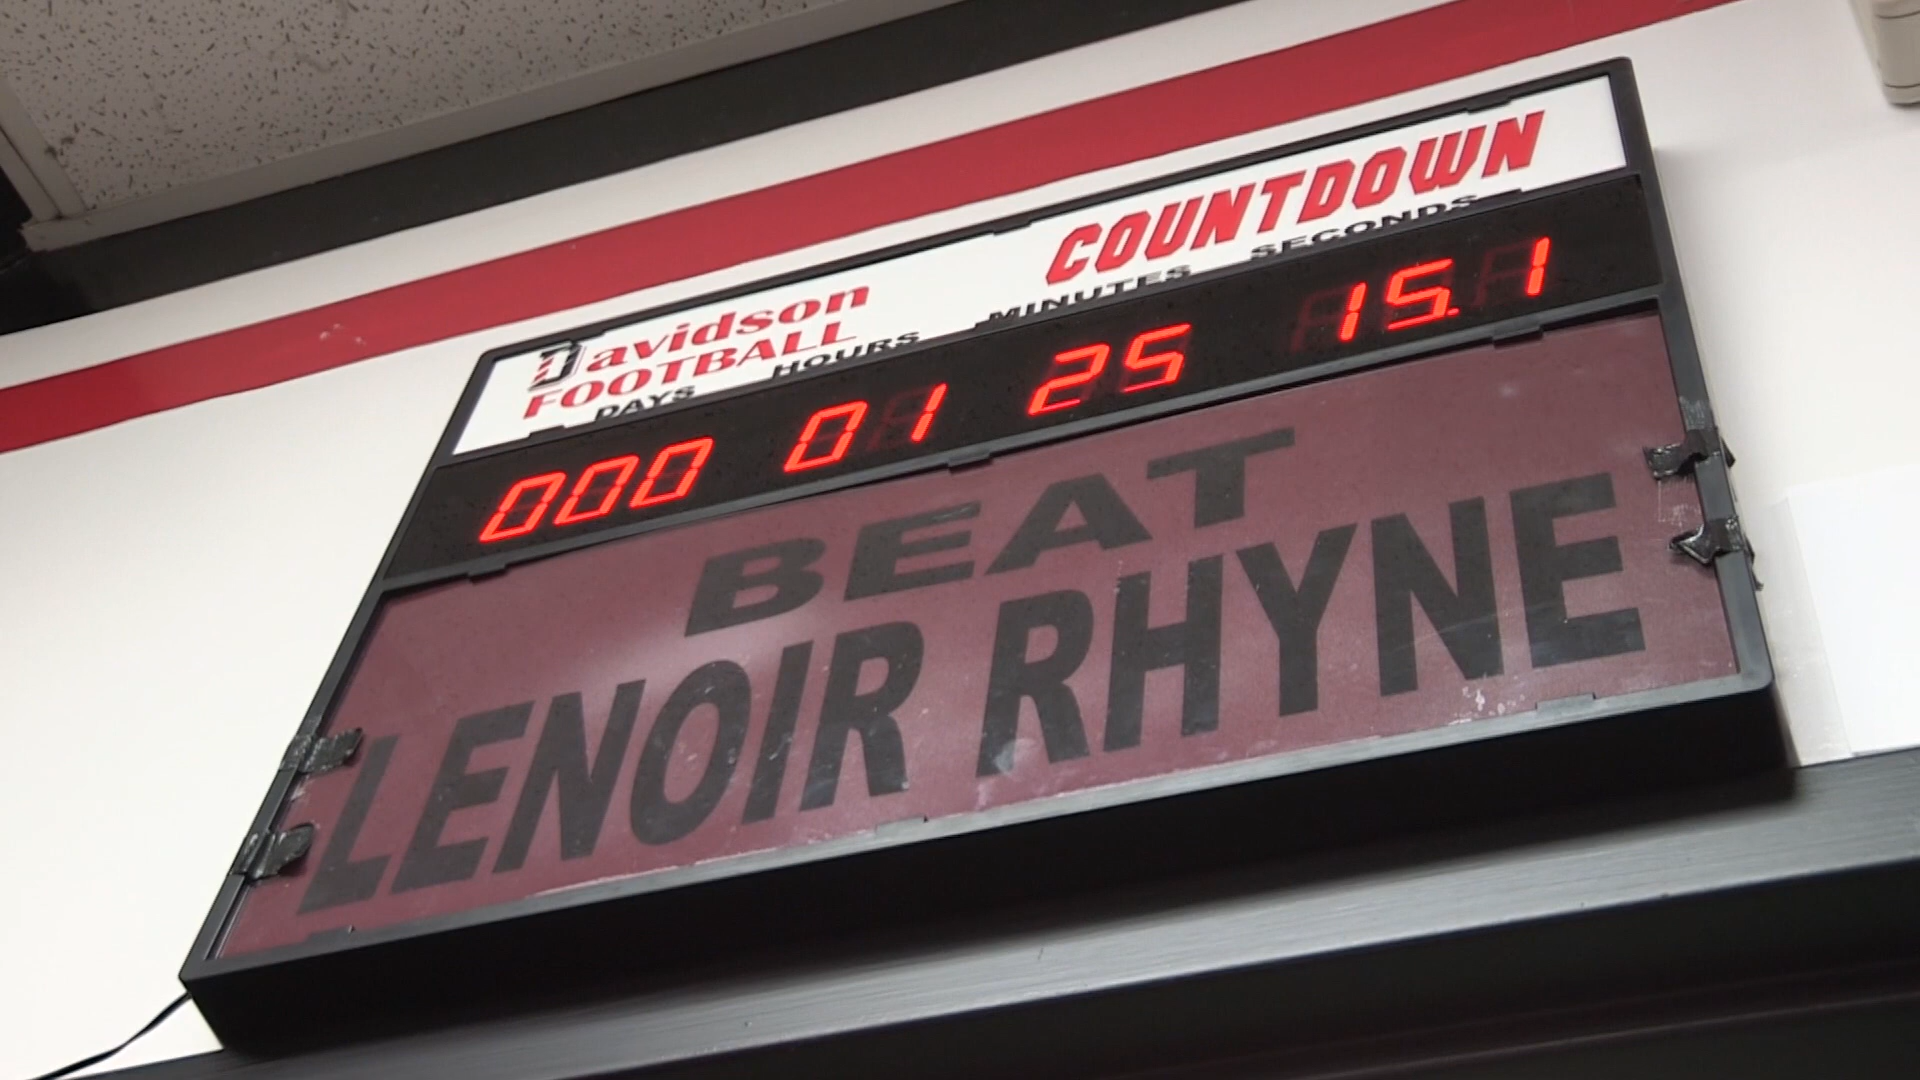 Davidson
FOOTBALL
COUNTDOWN
DAYS HOURS MINUTES SECONDS
000 01 25 15.1
BEAT
LENOIR RHYNE